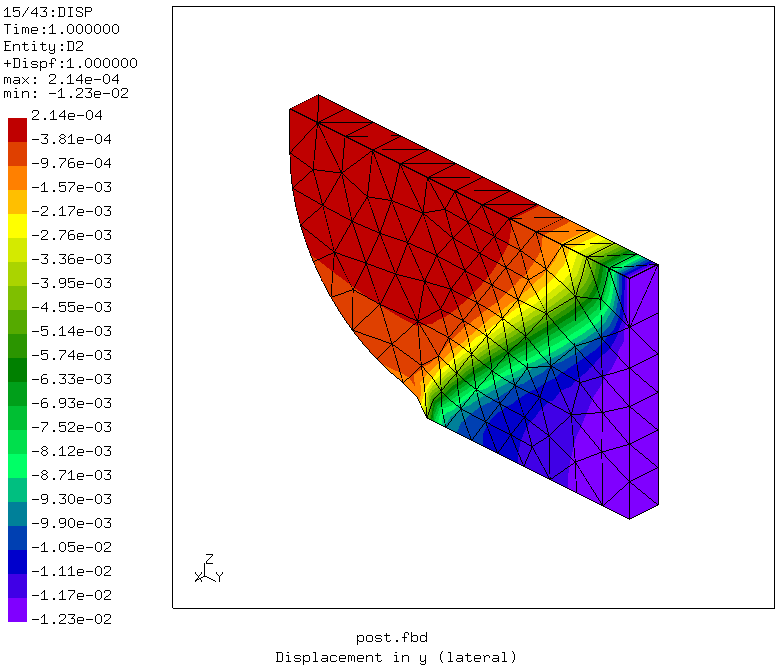 15/43:DISP
Time:1.000000
Entity:D2
+Dispf:1.000000
max: 2.14e-04
min: -1.23e-02
2.14e-04
-3.81e-04
-9.76e-04
-1.57e-03
-2.17e-03
-2.76e-03
-3.36e-03
-3.95e-03
-4.55e-03
-5.14e-03
-5.74e-03
-6.33e-03
-6.93e-03
-7.52e-03
-8.12e-03
-8.71e-03
-9.30e-03
-9.90e-03
-1.05e-02
-1.11e-02
-1.17e-02
-1.23e-02
Z
X Y
post.fbd
Displacement in y (lateral)